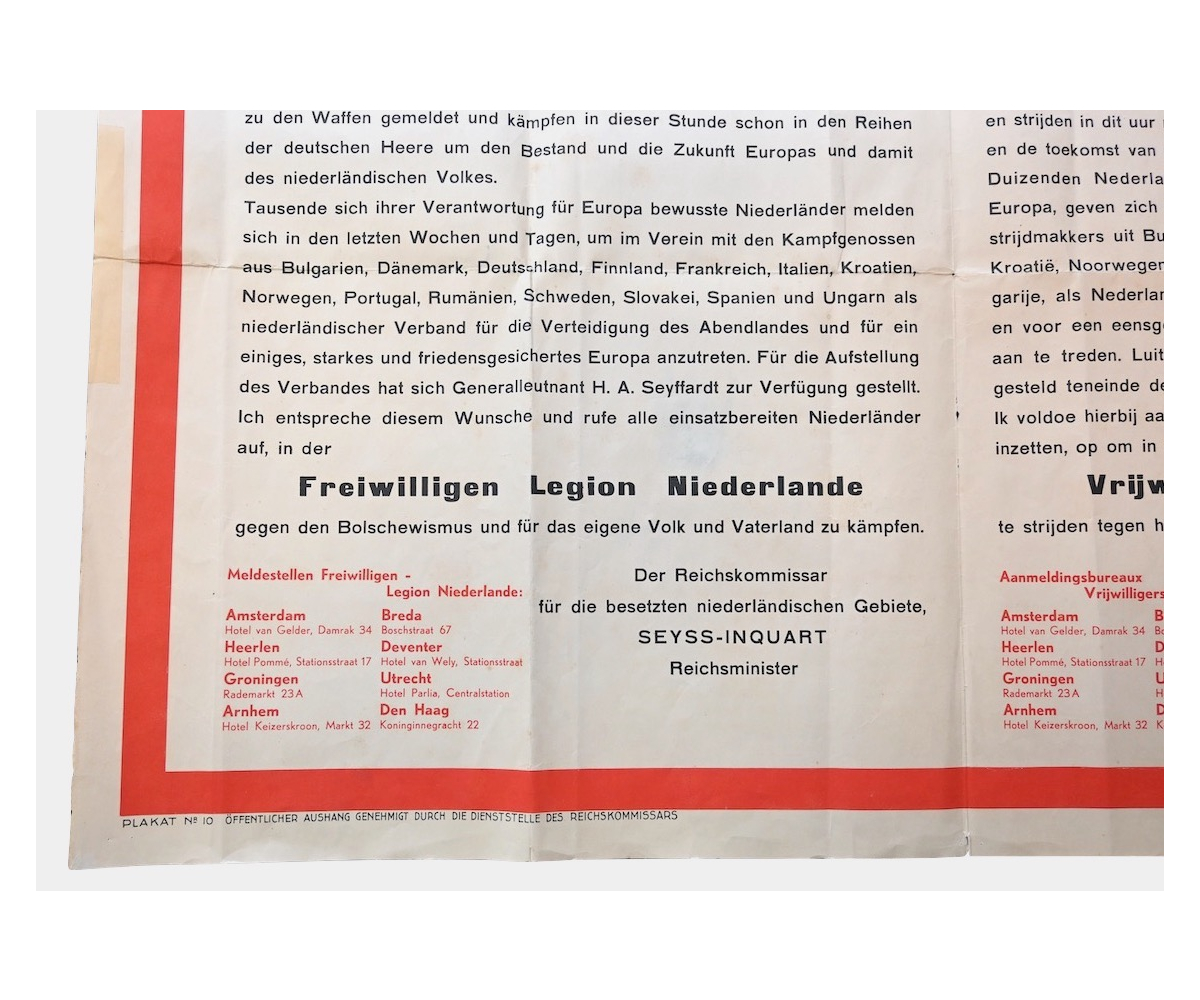 zu den Waffen gemeldet und kämpfen in dieser Stunde schon in den Reihen
der deutschen Heere um den Bestand und die Zukunft Europas und damit
des niederländischen Volkes.
Tausende sich ihrer Verantwortung für Europa bewusste Niederländer melden
sich in den letzten Wochen und Tagen, um im Verein mit den Kampfgenossen
aus Bulgarien, Dänemark, Deutschland, Finnland, Frankreich, Italien, Kroatien,
Norwegen, Portugal, Rumänien, Schweden, Slovakei, Spanien und Ungarn als
niederländischer Verband für die Verteidigung des Abendlandes und für ein
einiges, starkes und friedensgesichertes Europa anzutreten. Für die Aufstellung
des Verbandes hat sich Generalleutnant H. A. Seyffardt zur Verfügung gestellt.
Ich entspreche diesem Wunsche und rufe alle einsatzbereiten Niederländer
auf, in der
Freiwilligen Legion Niederlande
gegen den Bolschewismus und für das eigene Volk und Vaterland zu kämpfen.
Meldestellen Freiwilligen -
Legion Niederlande:
Amsterdam Breda
Hotel van Gelder, Damrak 34 Boschstraat 67
Heerlen Deventer
Hotel Pommé, Stationsstraat 17 Hotel van Wely, Stationsstraat
Groningen Utrecht
Rademarkt 23A Hotel Parlia, Centralstation
Arnhem Den Haag
Hotel Keizerskroon, Markt 32 Koninginnegracht 22
Der Reichskommissar
für die besetzten niederländischen Gebiete,
SEYSS-INQUART
Reichsminister
en strijden in dit uur
en de toekomst van
Duizenden Nederla
Europa, geven zich
strijdmakkers uit Bu
Kroatië, Noorwegen
garije, als Nederlan
en voor een eensg
aan te treden. Luit
gesteld teneinde de
Ik voldoe hierbij aa
inzetten, op om in
Vrijw
te strijden tegen h
Aanmeldingsbureaux
Vrijwilligers
Amsterdam B
Hotel van Gelder, Damrak 34 Bo
Heerlen D
Hotel Pommé, Stationsstraat 17 H
Groningen U
Rademarkt 23A H
Arnhem D
Hotel Keizerskroon, Markt 32 K
PLAKAT Nº 10 ÖFFENTLICHER AUSHANG GENEHMIGT DURCH DIE DIENSTSTELLE DES REICHSKOMMISSARS